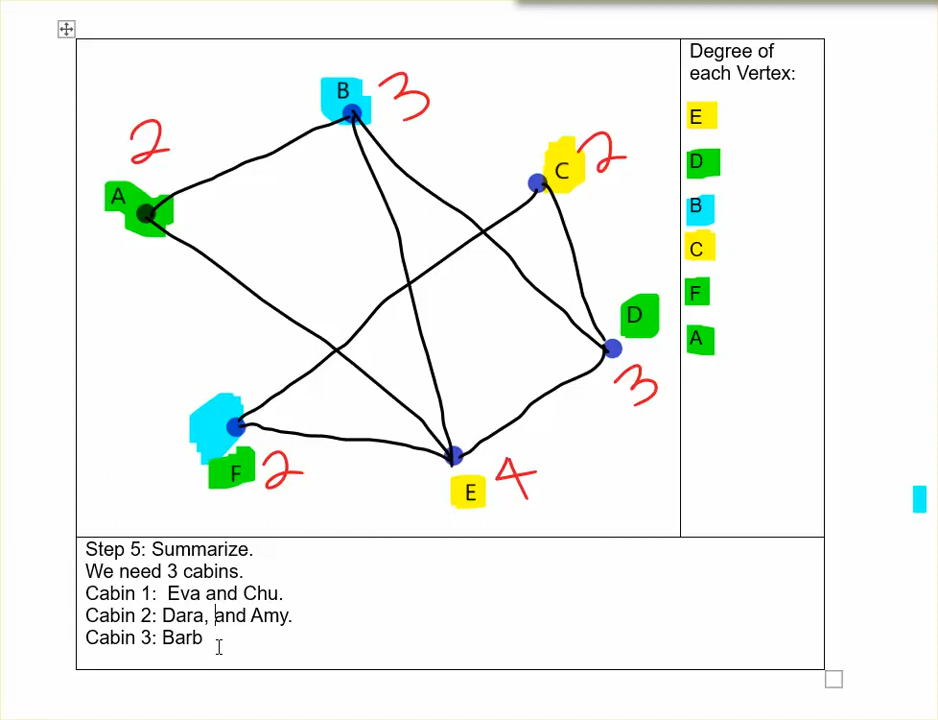 Degree of
each Vertex:
B
3
2
2
E
C
A
D
B
C
D
F
A
3
F
2
E
4
Step 5: Summarize.
We need 3 cabins.
Cabin 1:  Eva and Chu.
Cabin 2: Dara, and Amy.
Cabin 3: Barb